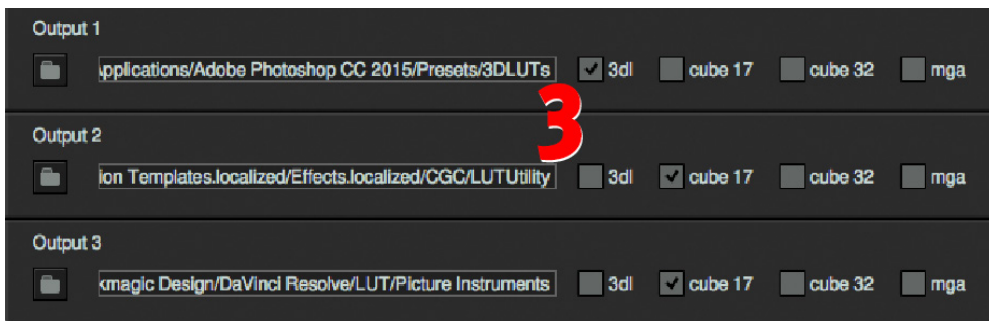 Output 1
pplications/Adobe Photoshop CC 2015/Presets/3DLUTs 3dl cube 17 cube 32 mga
3
Output 2
ion Templates.localized/Effects.localized/CGC/LUTUtility 3dl cube 17 cube 32 mga
Output 3
magic Design/DaVinci Resolve/LUT/Picture Instruments 3dl cube 17 cube 32 mga